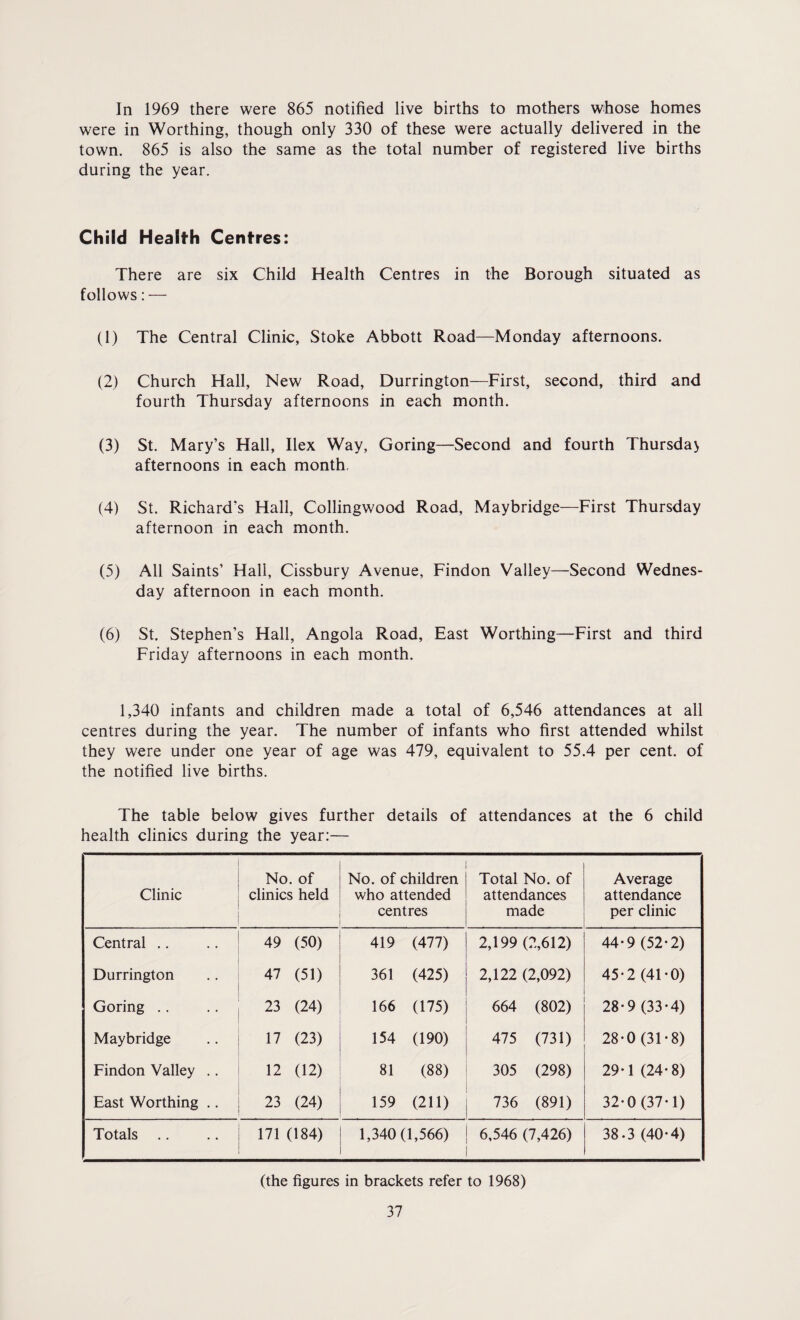 In 1969 there were 865 notified live births to mothers whose homes
were in Worthing, though only 330 of these were actually delivered in the
town. 865 is also the same as the total number of registered live births
during the year.
Child Health Centres:
There are six Child Health Centres in the Borough situated as
follows: —
(1) The Central Clinic, Stoke Abbott Road—Monday afternoons.
(2) Church Hall, New Road, Durrington—First, second, third and
fourth Thursday afternoons in each month.
(3) St. Mary's Hall, Ilex Way, Goring—Second and fourth Thursday
afternoons in each month.
(4) St. Richard's Hall, Collingwood Road, Maybridge—First Thursday
afternoon in each month.
(5) All Saints' Hall, Cissbury Avenue, Findon Valley—Second Wednes-
day afternoon in each month.
(6) St. Stephen's Hall, Angola Road, East Worthing—First and third
Friday afternoons in each month.
1,340 infants and children made a total of 6,546 attendances at all
centres during the year. The number of infants who first attended whilst
they were under one year of age was 479, equivalent to 55.4 per cent. of
the notified live births.
The table below gives further details of attendances at the 6 child
health clinics during the year:—
Clinic | No. of clinics held | No. of children who attended centres | Total No. of attendances made | Average attendance per clinic
Central .. .. 49 (50) 419 (477) 2,199 (2,612) 44·9 (52·2)
Durrington .. 47 (51) 361 (425) 2,122 (2,092) 45·2 (41·0)
Goring .. .. 23 (24) 166 (175) 664 (802) 28·9 (33·4)
Maybridge .. 17 (23) 154 (190) 475 (731) 28·0 (31·8)
Findon Valley .. 12 (12) 81 (88) 305 (298) 29·1 (24·8)
East Worthing .. 23 (24) 159 (211) 736 (891) 32·0 (37·1)
Totals .. .. 171 (184) 1,340 (1,566) 6,546 (7,426) 38.3 (40·4)
(the figures in brackets refer to 1968)
37